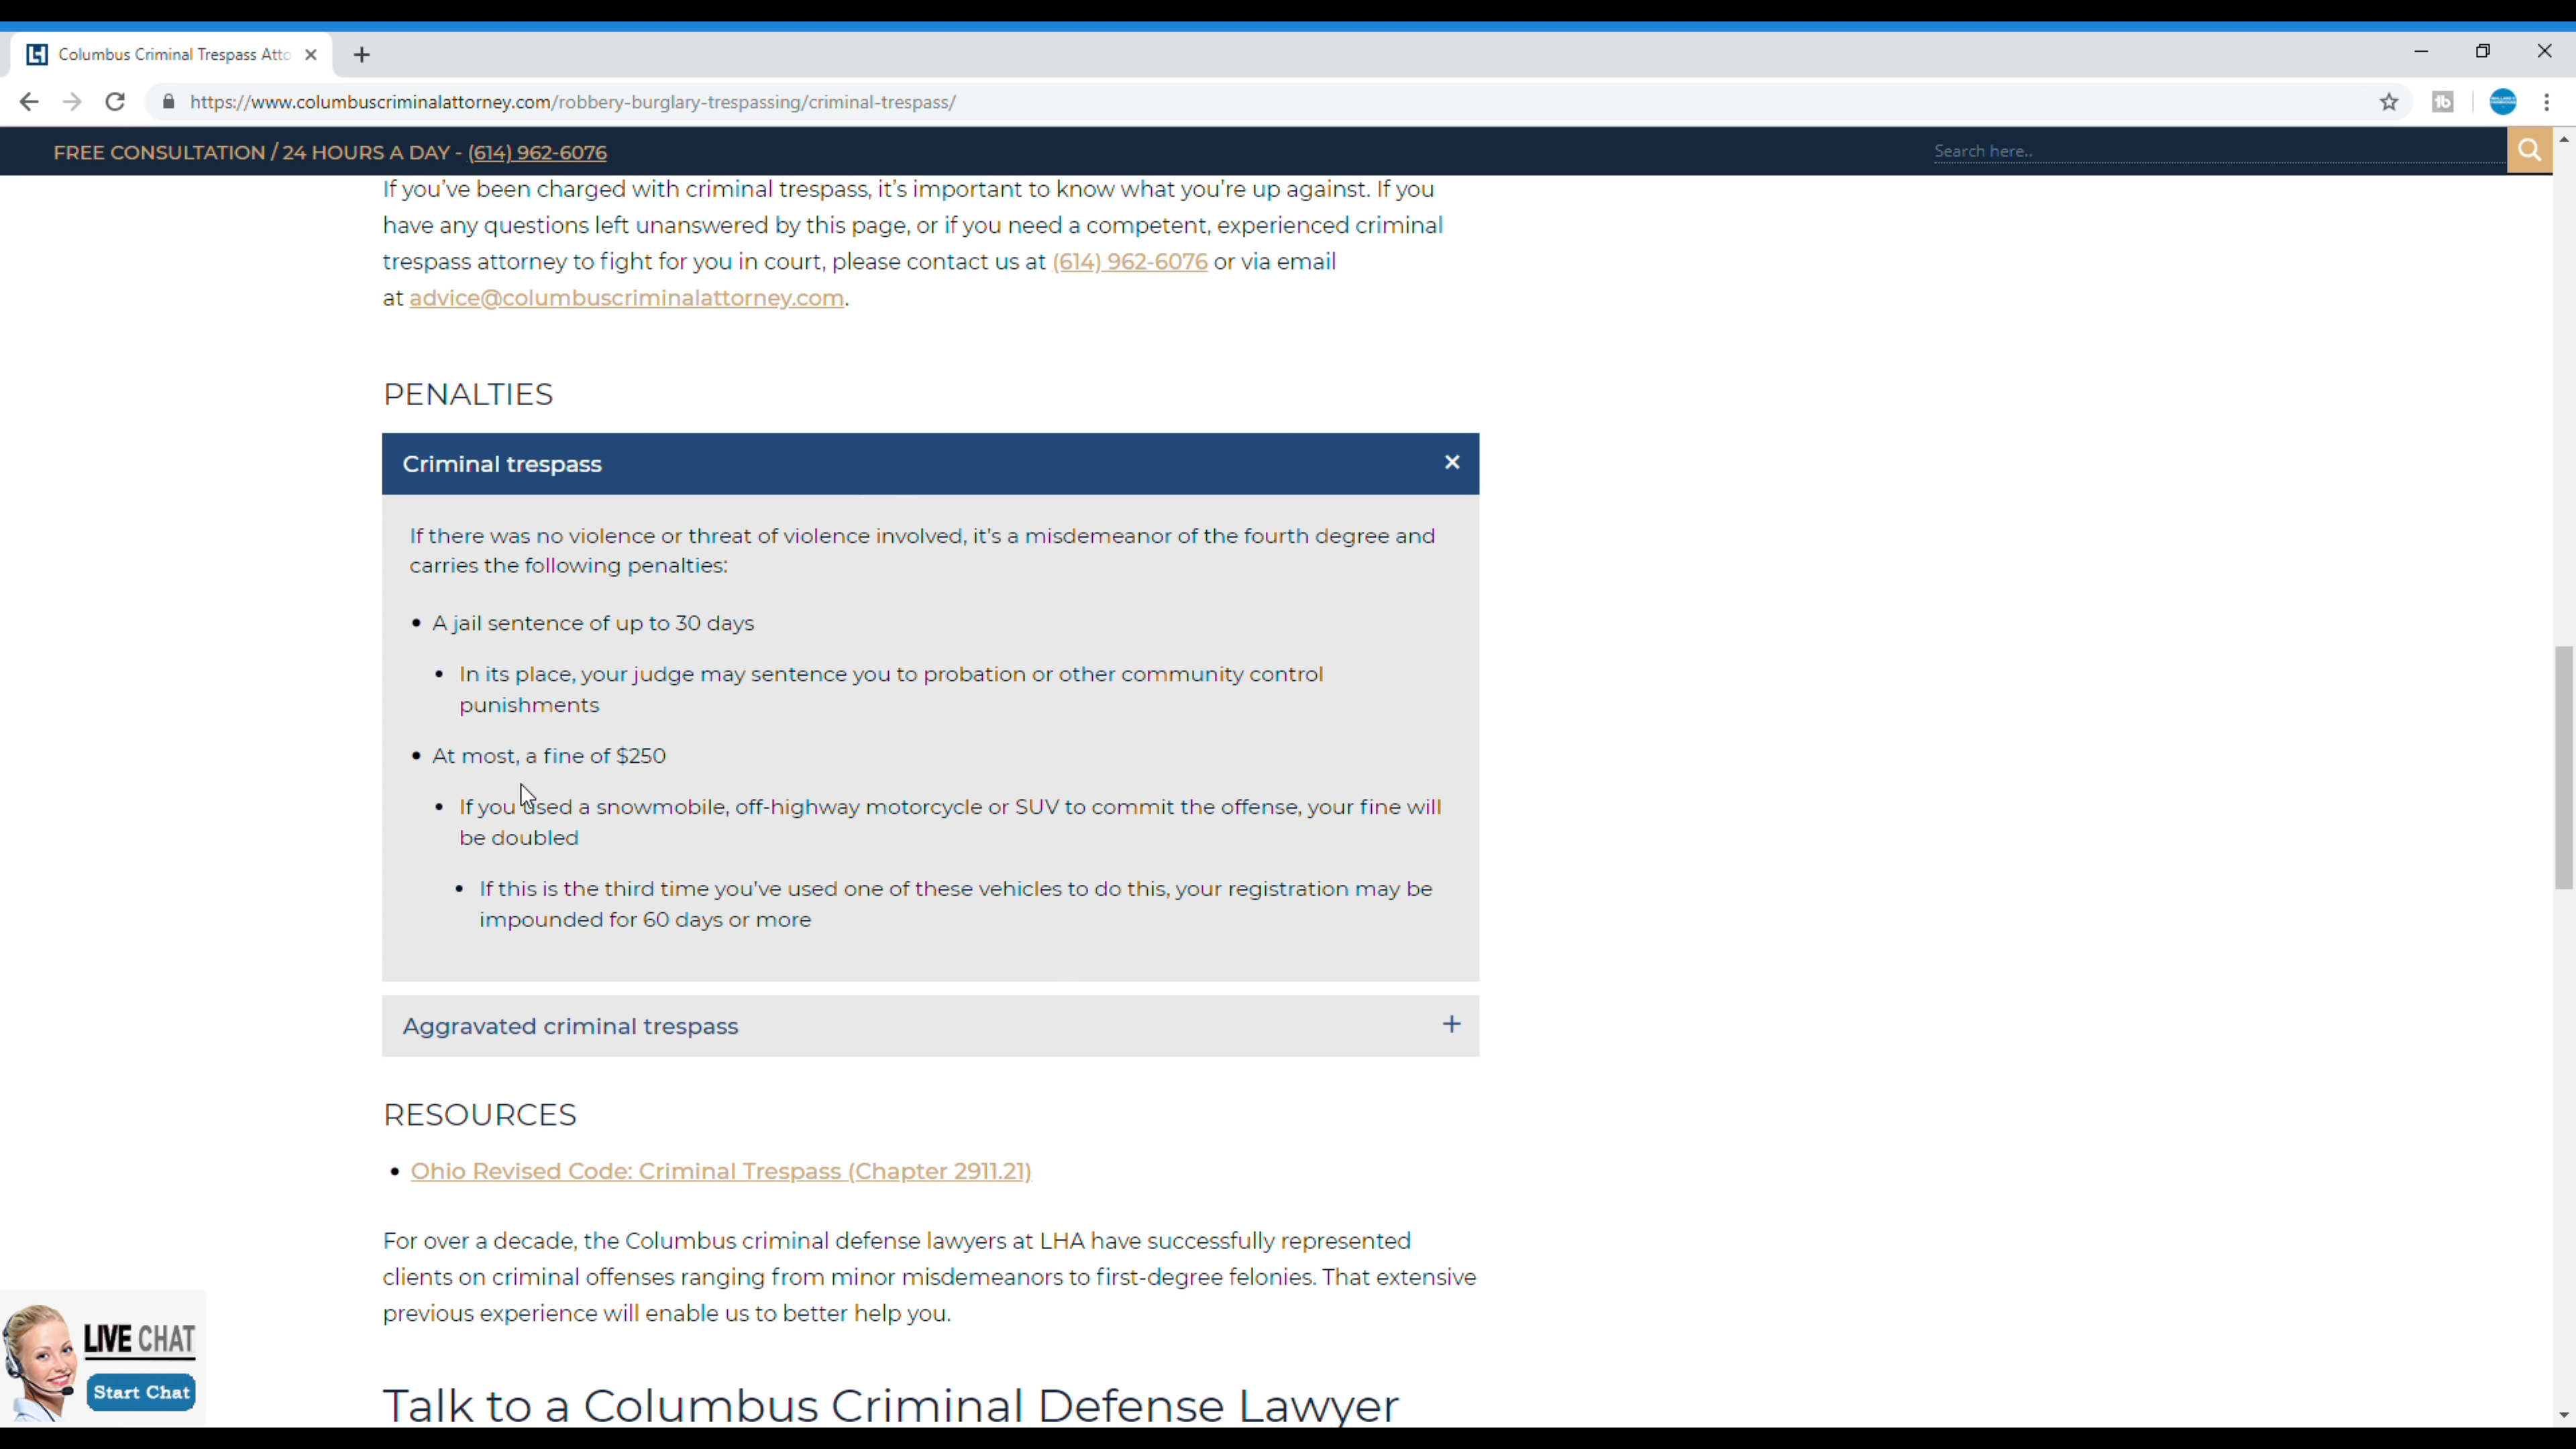 Columbus Criminal Trespass Atto
https://www.columbuscriminalattorney.com/robbery-burglary-trespassing/criminal-trespass/
FREE CONSULTATION / 24 HOURS A DAY - (614) 962-6076
Search here..
If you've been charged with criminal trespass, it's important to know what you're up against. If you
have any questions left unanswered by this page, or if you need a competent, experienced criminal
trespass attorney to fight for you in court, please contact us at (614) 962-6076 or via email
at advice@columbuscriminalattorney.com.
PENALTIES
Criminal trespass
If there was no violence or threat of violence involved, it's a misdemeanor of the fourth degree and
carries the following penalties:
• A jail sentence of up to 30 days
• In its place, your judge may sentence you to probation or other community control
punishments
• At most, a fine of $250
• If you used a snowmobile, off-highway motorcycle or SUV to commit the offense, your fine will
be doubled
• If this is the third time you've used one of these vehicles to do this, your registration may be
impounded for 60 days or more
Aggravated criminal trespass
RESOURCES
• Ohio Revised Code: Criminal Trespass (Chapter 2911.21)
For over a decade, the Columbus criminal defense lawyers at LHA have successfully represented
clients on criminal offenses ranging from minor misdemeanors to first-degree felonies. That extensive
previous experience will enable us to better help you.
LIVE CHAT
Start Chat
Talk to a Columbus Criminal Defense Lawyer